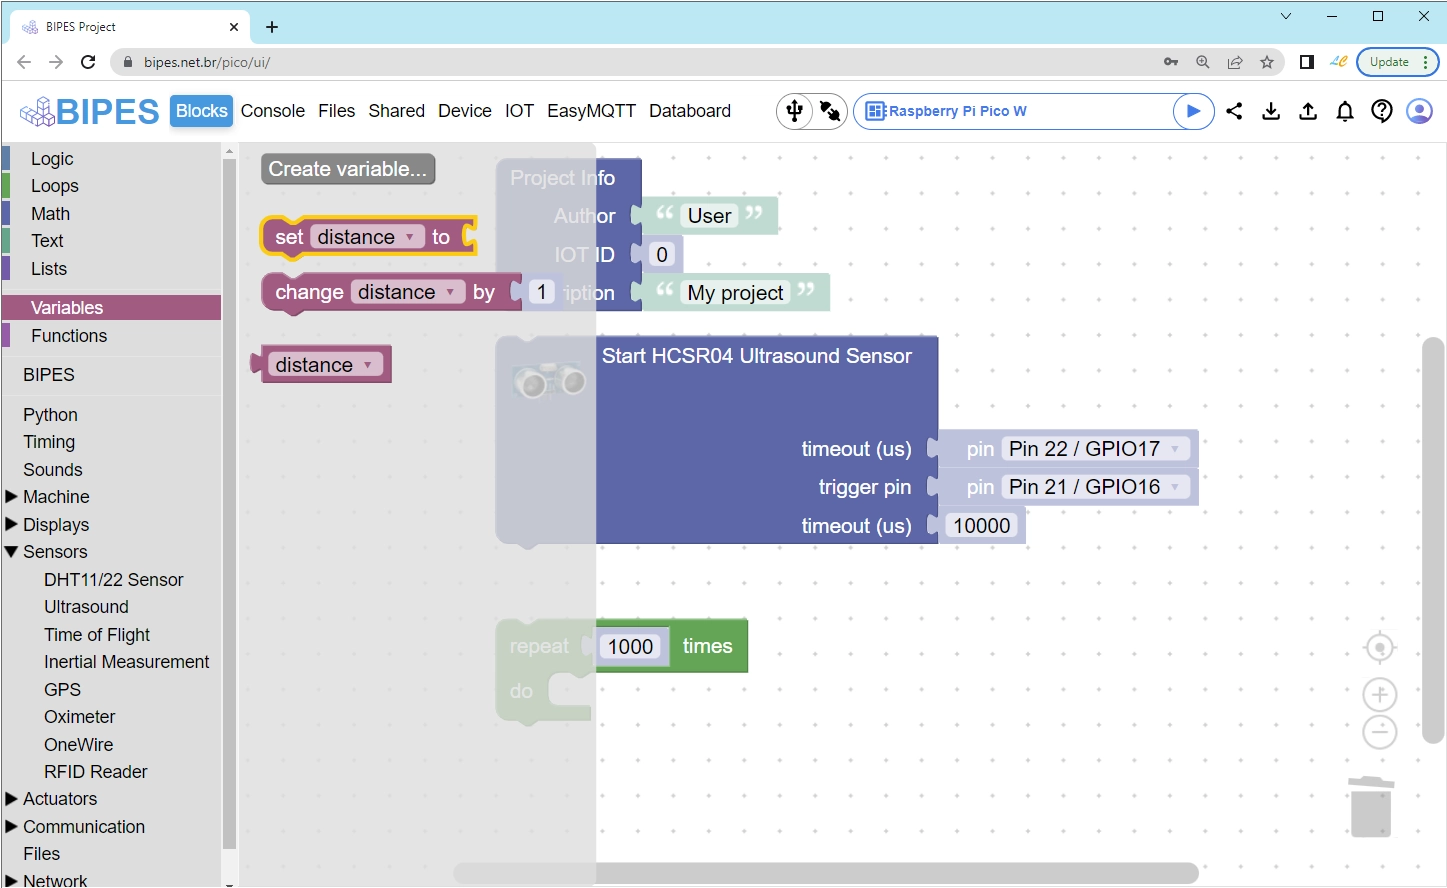 BIPES Project
bipes.net.br/pico/ui/
Update
BIPES Blocks Console Files Shared Device IOT EasyMQTT Databoard Raspberry Pi Pico W
Logic
Loops
Math
Text
Lists
Variables
Functions
BIPES
Python
Timing
Sounds
Machine
Displays
Sensors
DHT11/22 Sensor
Ultrasound
Time of Flight
Inertial Measurement
GPS
Oximeter
OneWire
RFID Reader
Actuators
Communication
Files
Network
Create variable...
set distance to
change distance by 1
distance
Project Info
Author “ User ”
IOT ID 0
iption “ My project ”
Start HCSR04 Ultrasound Sensor
timeout (us) pin Pin 22 / GPIO17
trigger pin pin Pin 21 / GPIO16
timeout (us) 10000
repeat 1000 times
do